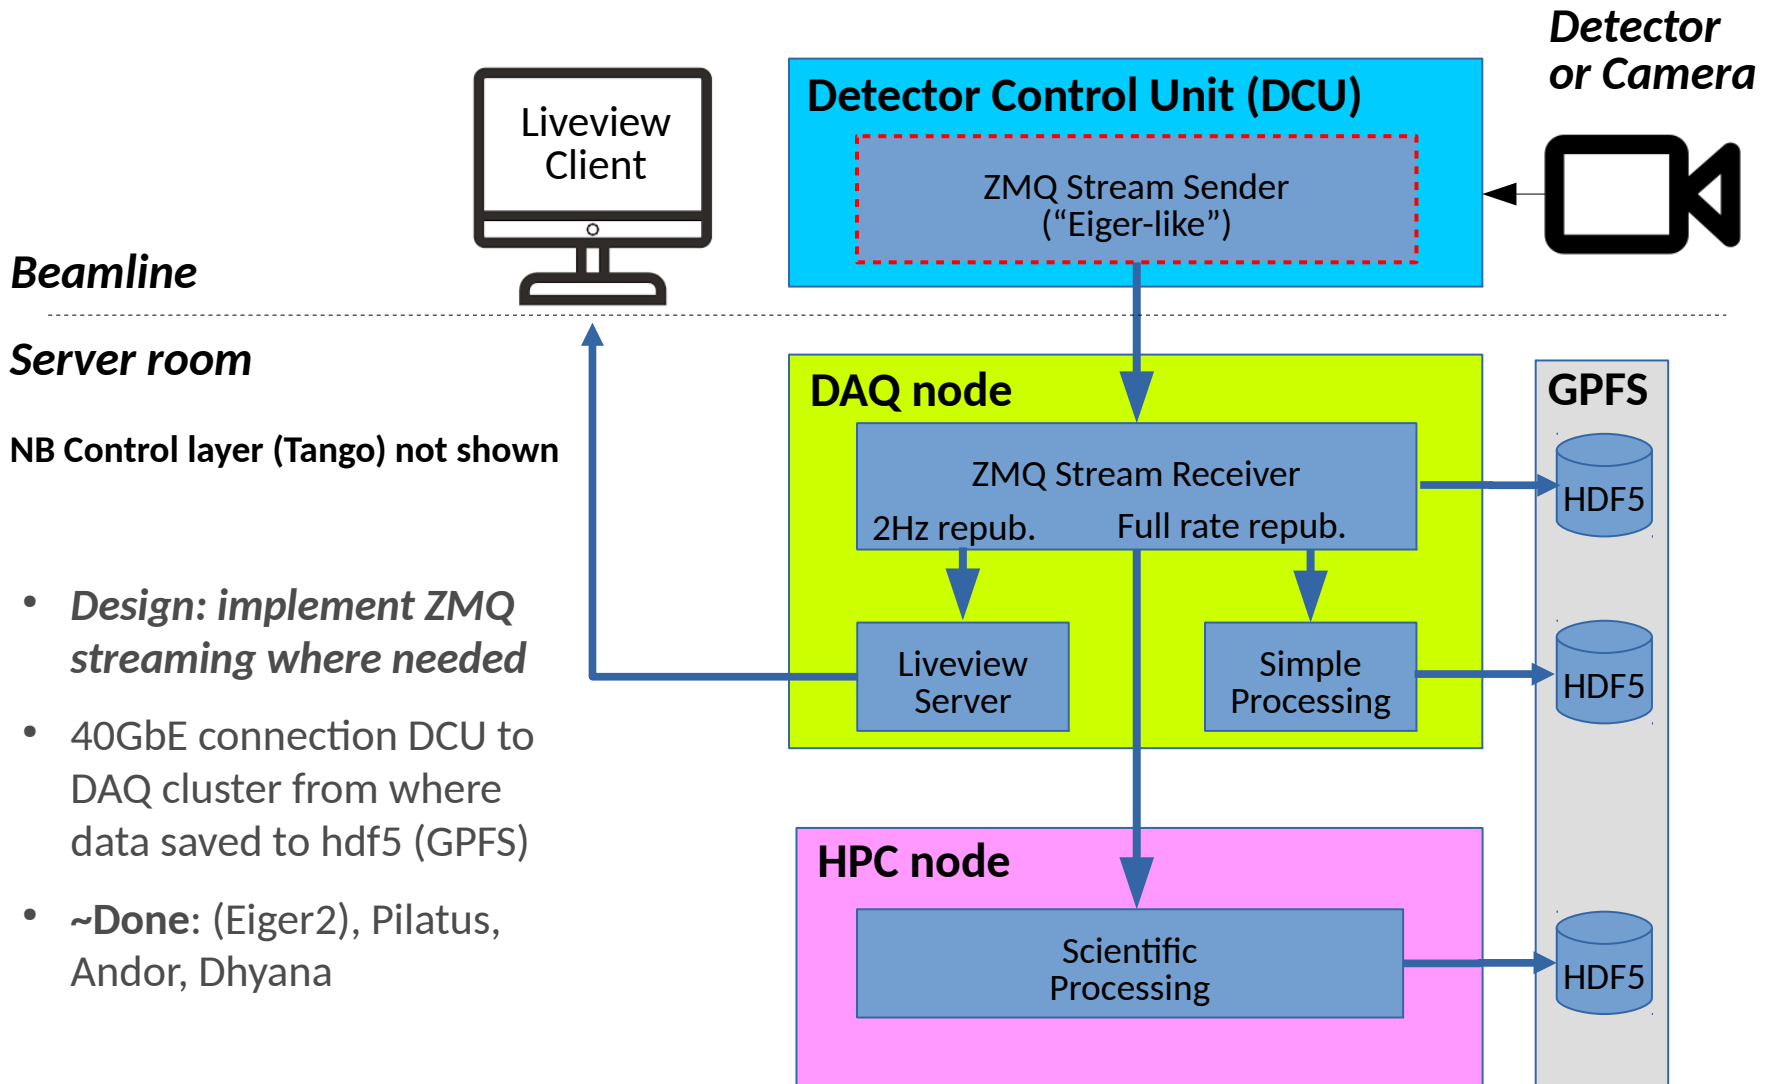 Detector
or Camera
Liveview
Client
Detector Control Unit (DCU)
ZMQ Stream Sender
(“Eiger-like”)
Beamline
Server room
NB Control layer (Tango) not shown
• Design: implement ZMQ
streaming where needed
• 40GbE connection DCU to
DAQ cluster from where
data saved to hdf5 (GPFS)
• ~Done: (Eiger2), Pilatus,
Andor, Dhyana
DAQ node
ZMQ Stream Receiver
2Hz repub.
Full rate repub.
Liveview
Server
Simple
Processing
HPC node
Scientific
Processing
GPFS
HDF5
HDF5
HDF5